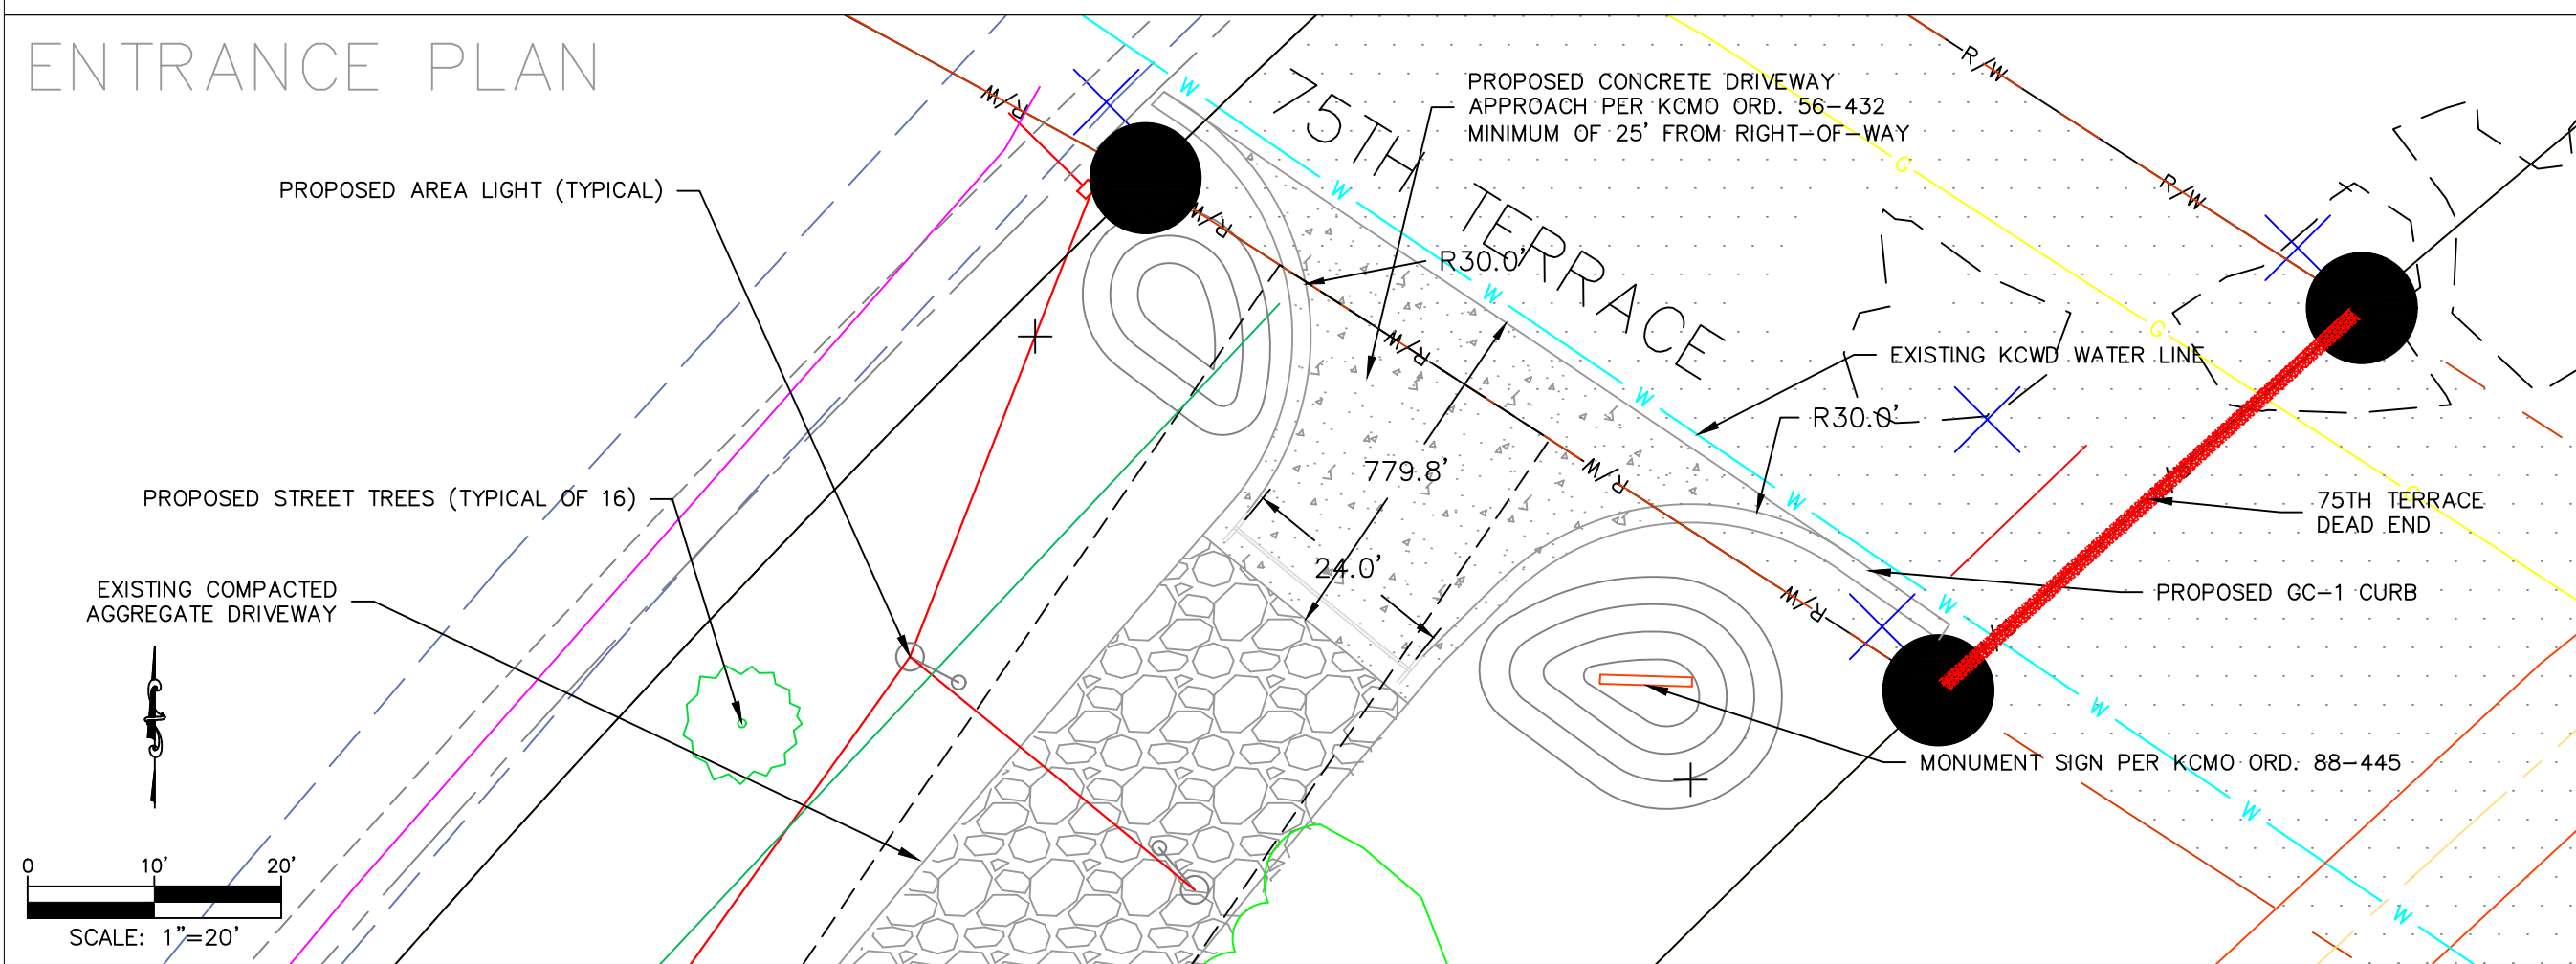 ENTRANCE PLAN
PROPOSED CONCRETE DRIVEWAY
APPROACH PER KCMO ORD. 56-432
MINIMUM OF 25' FROM RIGHT-OF-WAY
75TH TERRACE
PROPOSED AREA LIGHT (TYPICAL)
R/W
R/W
R/W
R/W
R/W
R/W
R/W
W
W
W
W
W
W
W
W
W
G
G
G
R30.0'
EXISTING KCWD WATER LINE
R30.0'
779.8'
PROPOSED STREET TREES (TYPICAL OF 16)
75TH TERRACE
DEAD END
24.0'
EXISTING COMPACTED
AGGREGATE DRIVEWAY
PROPOSED GC-1 CURB
MONUMENT SIGN PER KCMO ORD. 88-445
0 10' 20'
SCALE: 1"=20'